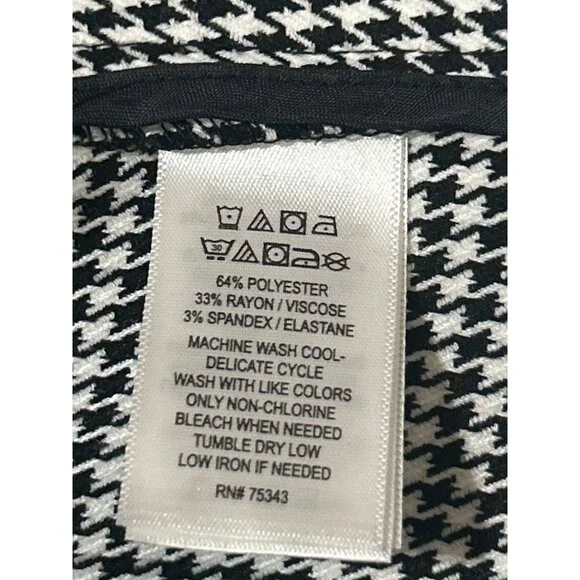 30
64% POLYESTER
33% RAYON / VISCOSE
3% SPANDEX / ELASTANE
MACHINE WASH COOL-
DELICATE CYCLE
WASH WITH LIKE COLORS
ONLY NON-CHLORINE
BLEACH WHEN NEEDED
TUMBLE DRY LOW
LOW IRON IF NEEDED
RN# 75343